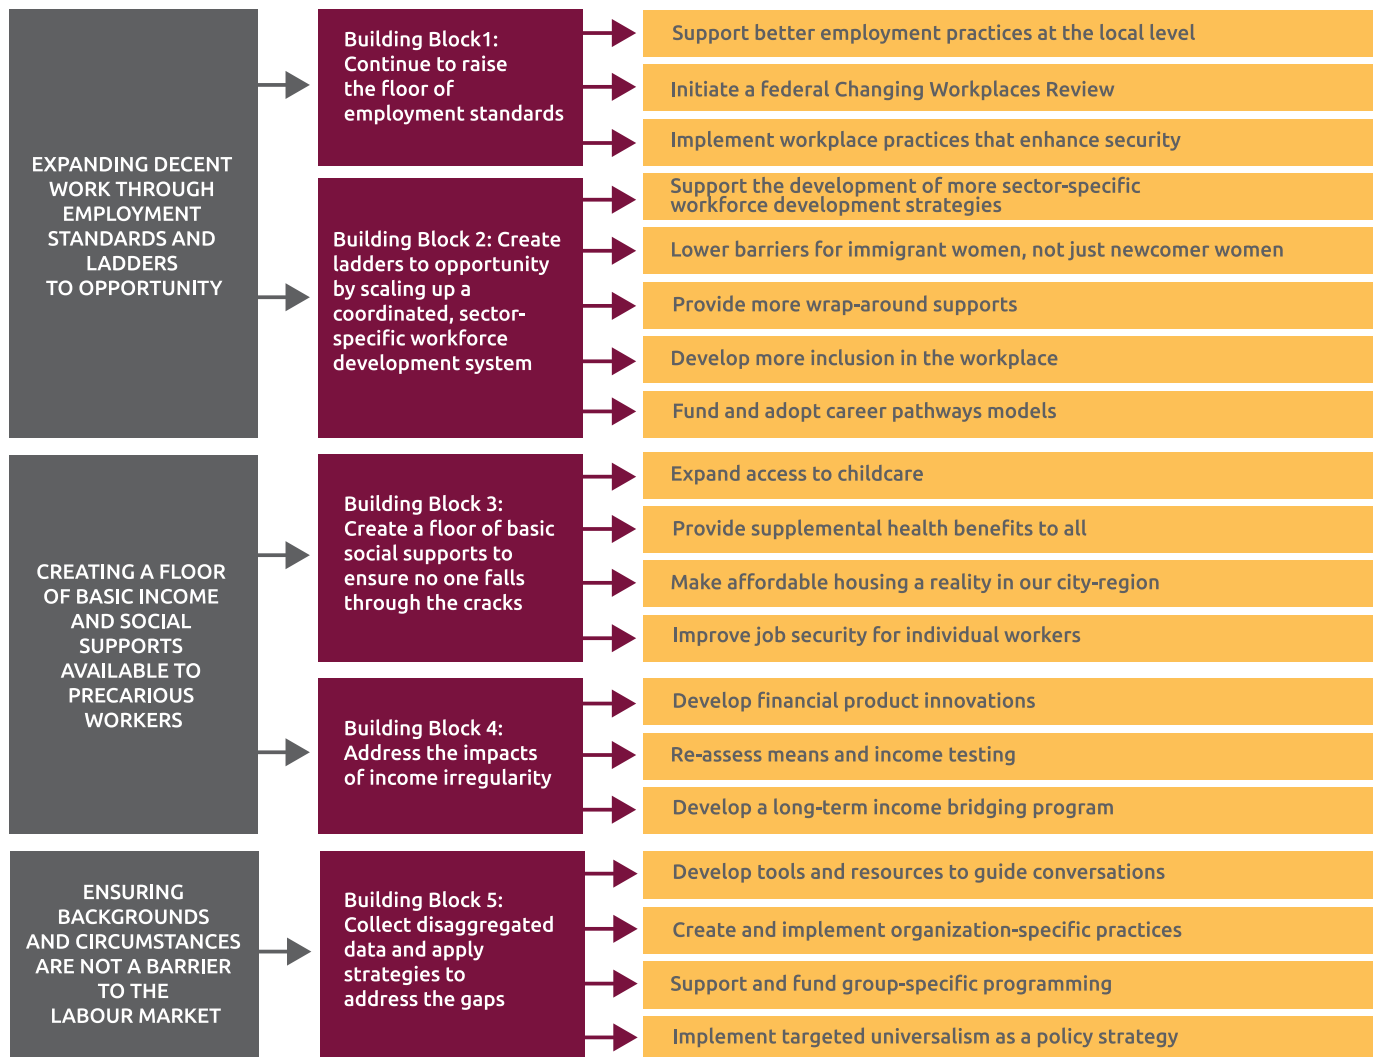 EXPANDING DECENT
WORK THROUGH
EMPLOYMENT
STANDARDS AND
LADDERS
TO OPPORTUNITY
Building Block1:
Continue to raise
the floor of
employment standards
Support better employment practices at the local level
Initiate a federal Changing Workplaces Review
Implement workplace practices that enhance security
Building Block 2: Create
ladders to opportunity
by scaling up a
coordinated, sector-
specific workforce
development system
Support the development of more sector-specific
workforce development strategies
Lower barriers for immigrant women, not just newcomer women
Provide more wrap-around supports
Develop more inclusion in the workplace
Fund and adopt career pathways models
CREATING A FLOOR
OF BASIC INCOME
AND SOCIAL
SUPPORTS
AVAILABLE TO
PRECARIOUS
WORKERS
Building Block 3:
Create a floor of basic
social supports to
ensure no one falls
through the cracks
Expand access to childcare
Provide supplemental health benefits to all
Make affordable housing a reality in our city-region
Improve job security for individual workers
Building Block 4:
Address the impacts
of income irregularity
Develop financial product innovations
Re-assess means and income testing
Develop a long-term income bridging program
ENSURING
BACKGROUNDS
AND CIRCUMSTANCES
ARE NOT A BARRIER
TO THE
LABOUR MARKET
Building Block 5:
Collect disaggregated
data and apply
strategies to
address the gaps
Develop tools and resources to guide conversations
Create and implement organization-specific practices
Support and fund group-specific programming
Implement targeted universalism as a policy strategy